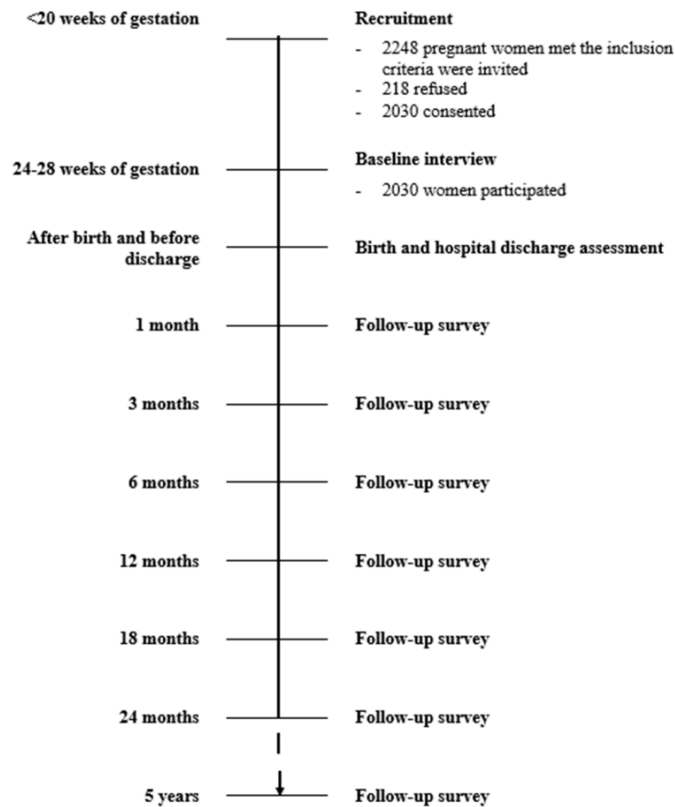 <20 weeks of gestation
Recruitment
- 2248 pregnant women met the inclusion
criteria were invited
- 218 refused
- 2030 consented
24-28 weeks of gestation
Baseline interview
- 2030 women participated
After birth and before
discharge
Birth and hospital discharge assessment
1 month
Follow-up survey
3 months
Follow-up survey
6 months
Follow-up survey
12 months
Follow-up survey
18 months
Follow-up survey
24 months
Follow-up survey
5 years
Follow-up survey